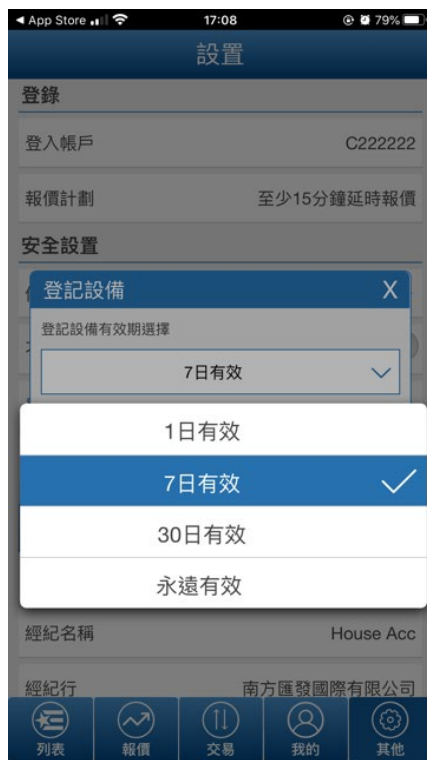 App Store 17:08 79%
設置
登錄
登入帳戶 C222222
報價計劃 至少15分鐘延時報價
安全設置
登記設備 X
登記設備有效期選擇
7日有效
1日有效
7日有效
30日有效
永遠有效
經紀名稱 House Acc
經紀行 南方匯發國際有限公司
列表 報價 交易 我的 其他